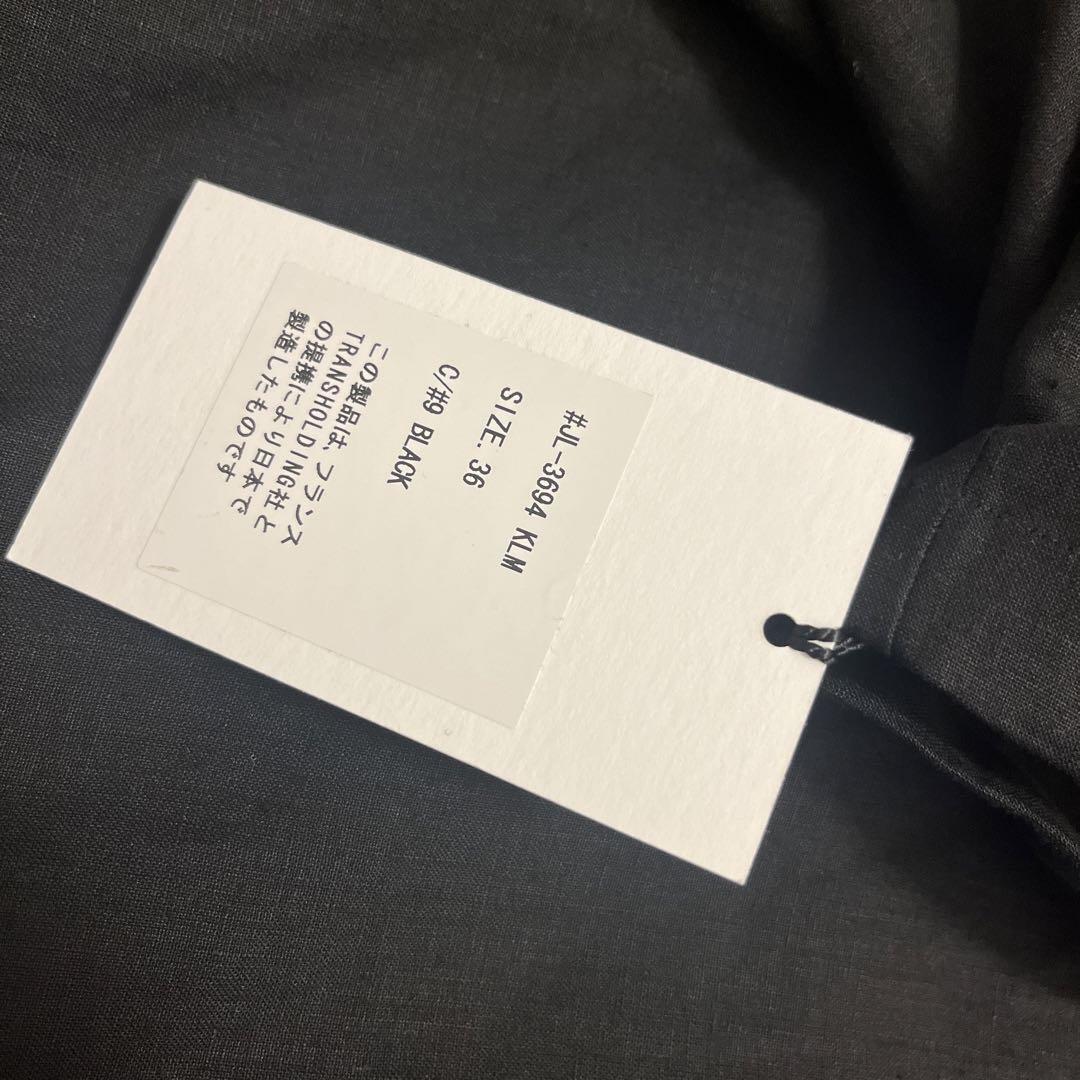 #JL-3694 KLM
SIZE: 36
C/#9 BLACK
この製品は、フランス
TRANSHOLDING社と
の提携により日本で
製造したものです